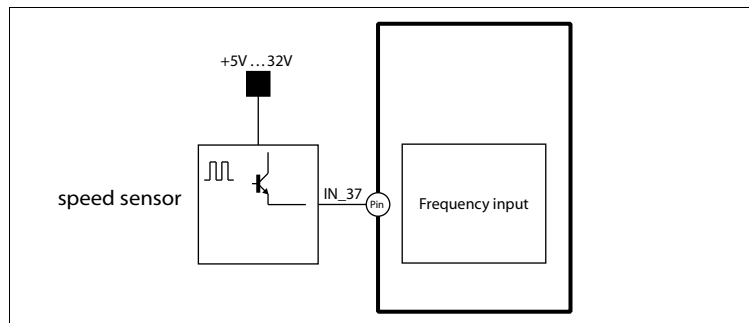 +5V ... 32V
speed sensor
IN_37
Pin
Frequency input